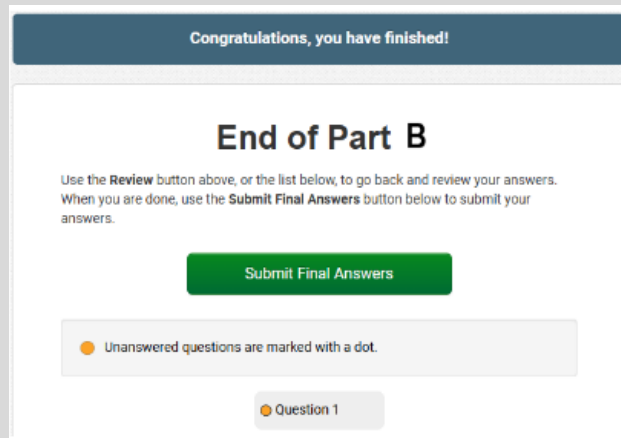 Congratulations, you have finished!
End of Part B
Use the Review button above, or the list below, to go back and review your answers.
When you are done, use the Submit Final Answers button below to submit your
answers.
Submit Final Answers
Unanswered questions are marked with a dot.
Question 1